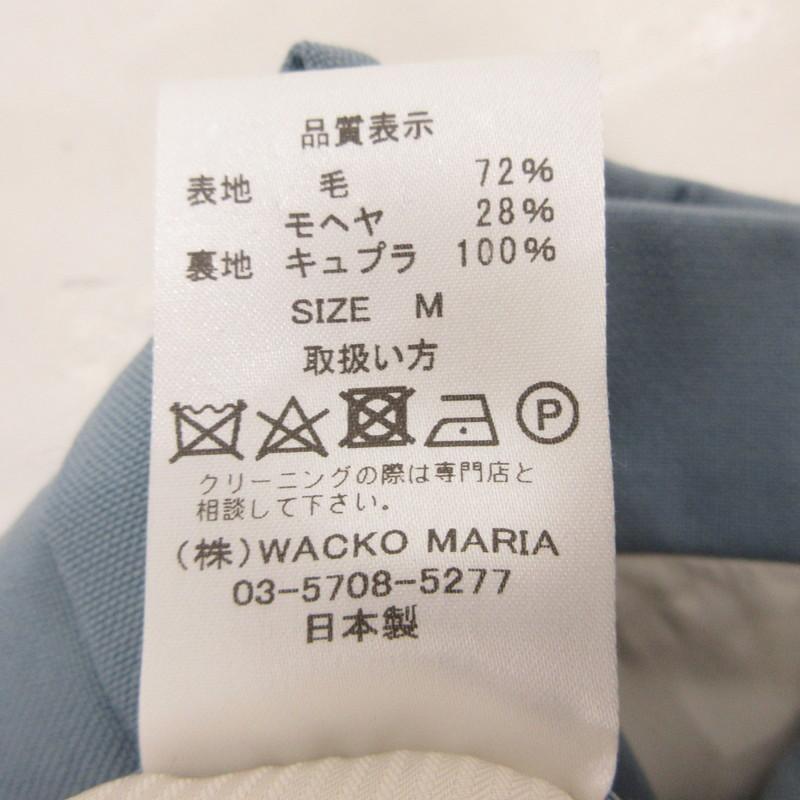 品質表示
表地 毛 72%
モヘヤ 28%
裏地 キュプラ 100%
SIZE M
取扱い方
P
クリーニングの際は専門店と
相談して下さい。
(株)WACKO MARIA
03-5708-5277
日本製